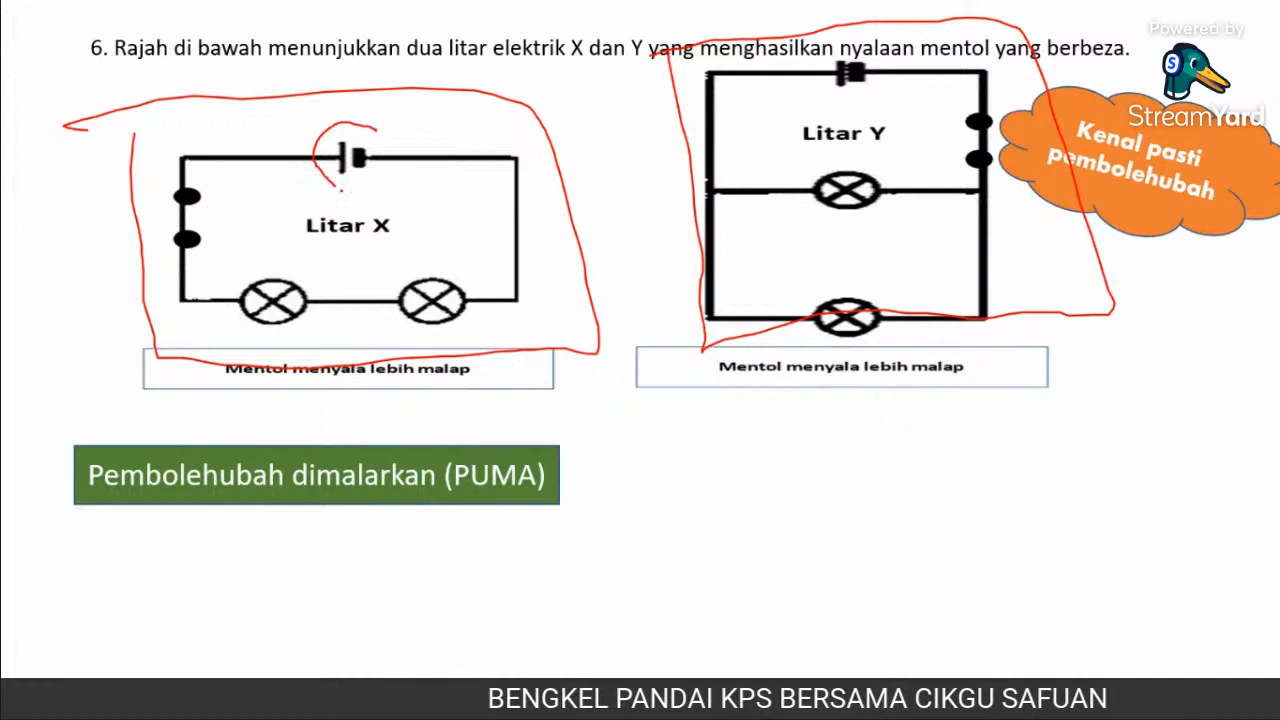 Powered by
StreamYard
6. Rajah di bawah menunjukkan dua litar elektrik X dan Y yang menghasilkan nyalaan mentol yang berbeza.
Kenal pasti
pembolehubah
Litar X
Litar Y
Mentol menyala lebih malap
Mentol menyala lebih malap
Pembolehubah dimalarkan (PUMA)
BENGKEL PANDAI KPS BERSAMA CIKGU SAFUAN